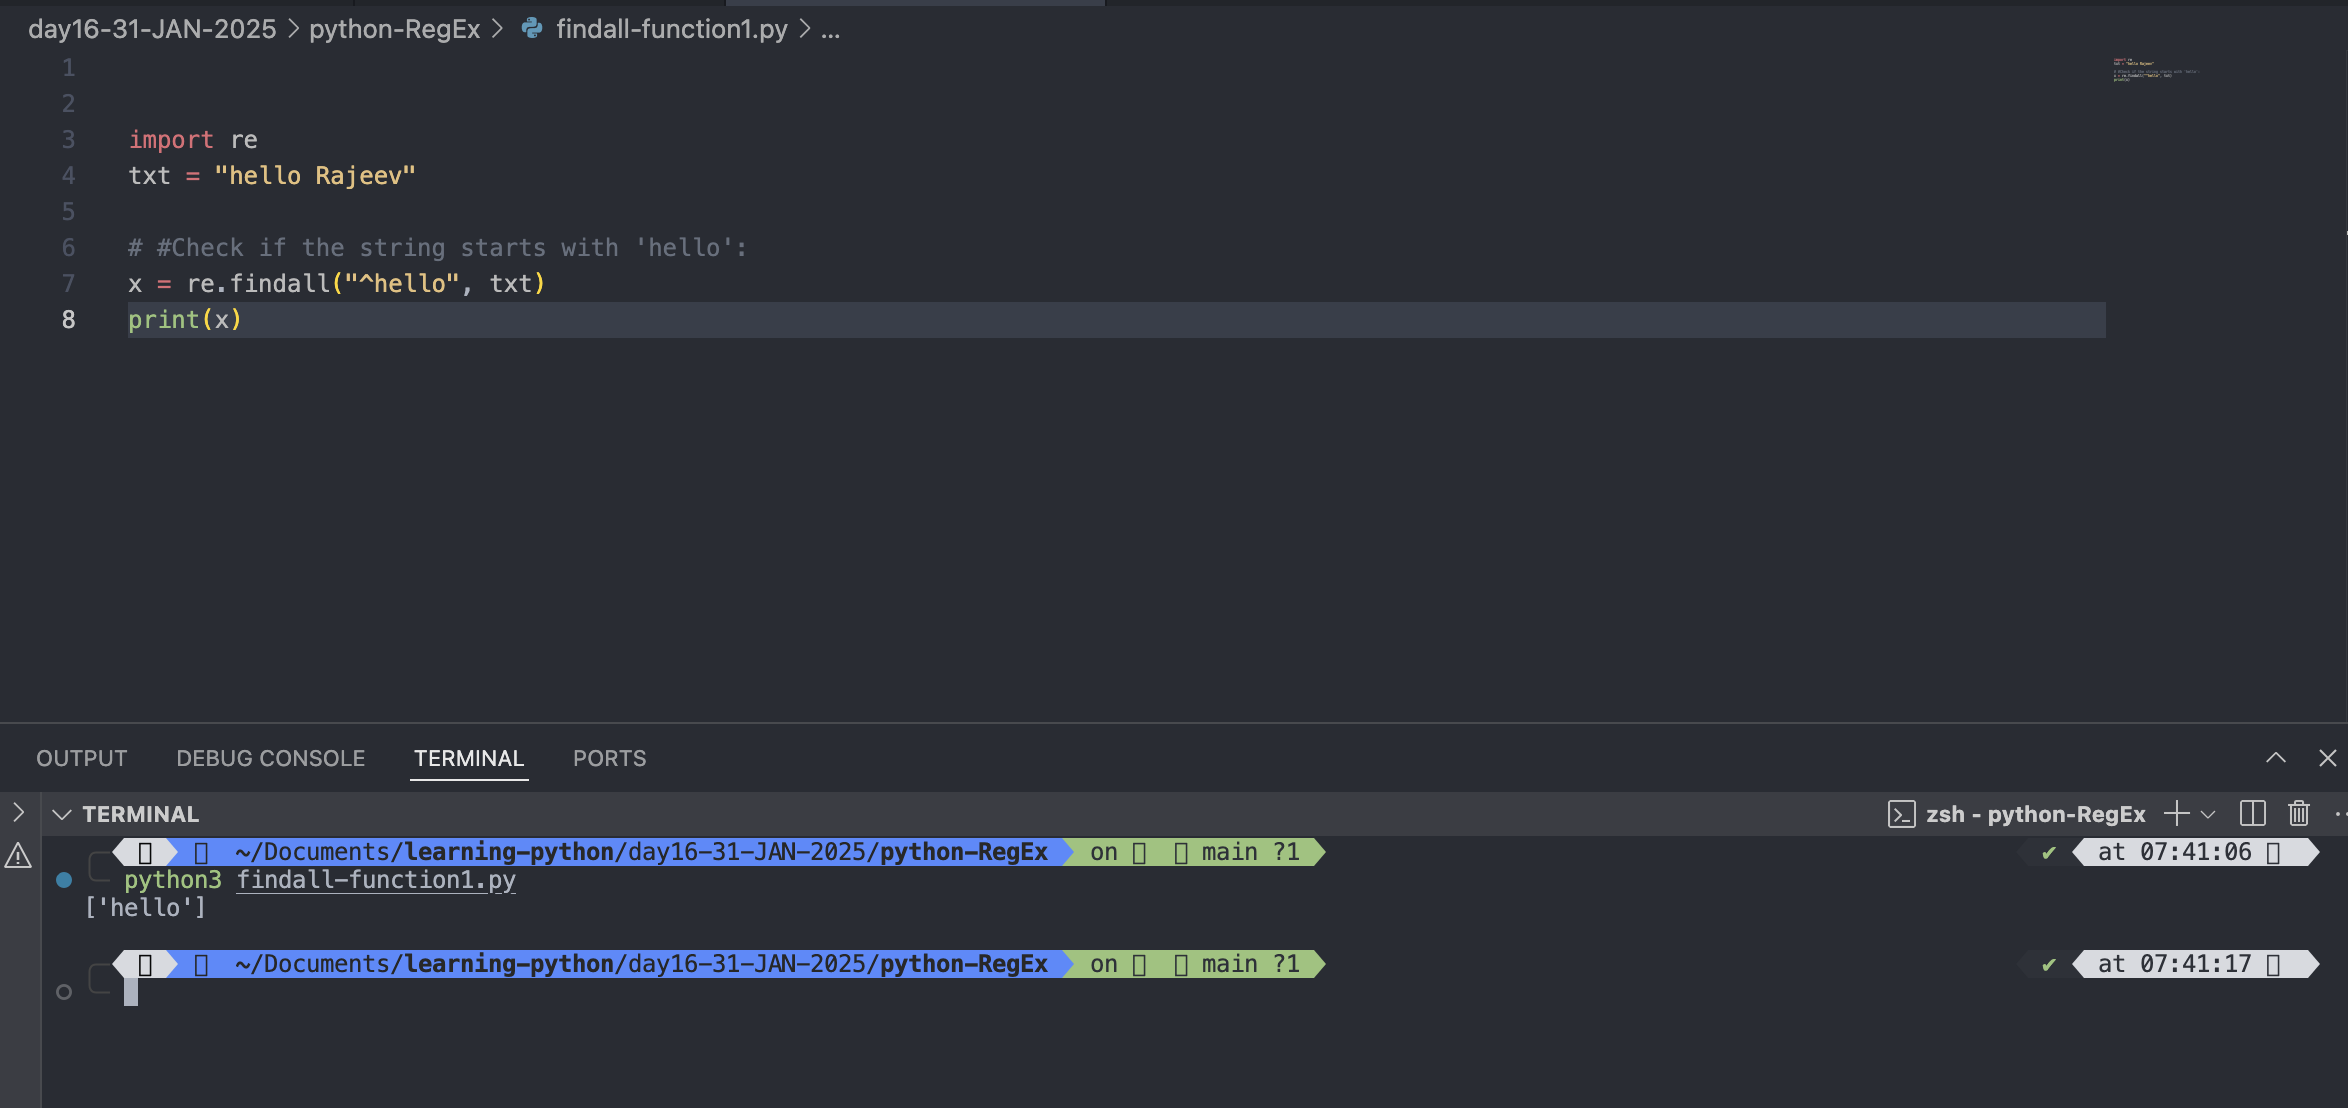 day16-31-JAN-2025 > python-RegEx > findall-function1.py > ...
1
2
3 import re
4 txt = "hello Rajeev"
5
6 # #Check if the string starts with 'hello':
7 x = re.findall("^hello", txt)
8 print(x)
OUTPUT DEBUG CONSOLE TERMINAL PORTS
TERMINAL zsh - python-RegEx
~/Documents/learning-python/day16-31-JAN-2025/python-RegEx on main ?1 ✔ at 07:41:06
python3 findall-function1.py
['hello']
~/Documents/learning-python/day16-31-JAN-2025/python-RegEx on main ?1 ✔ at 07:41:17